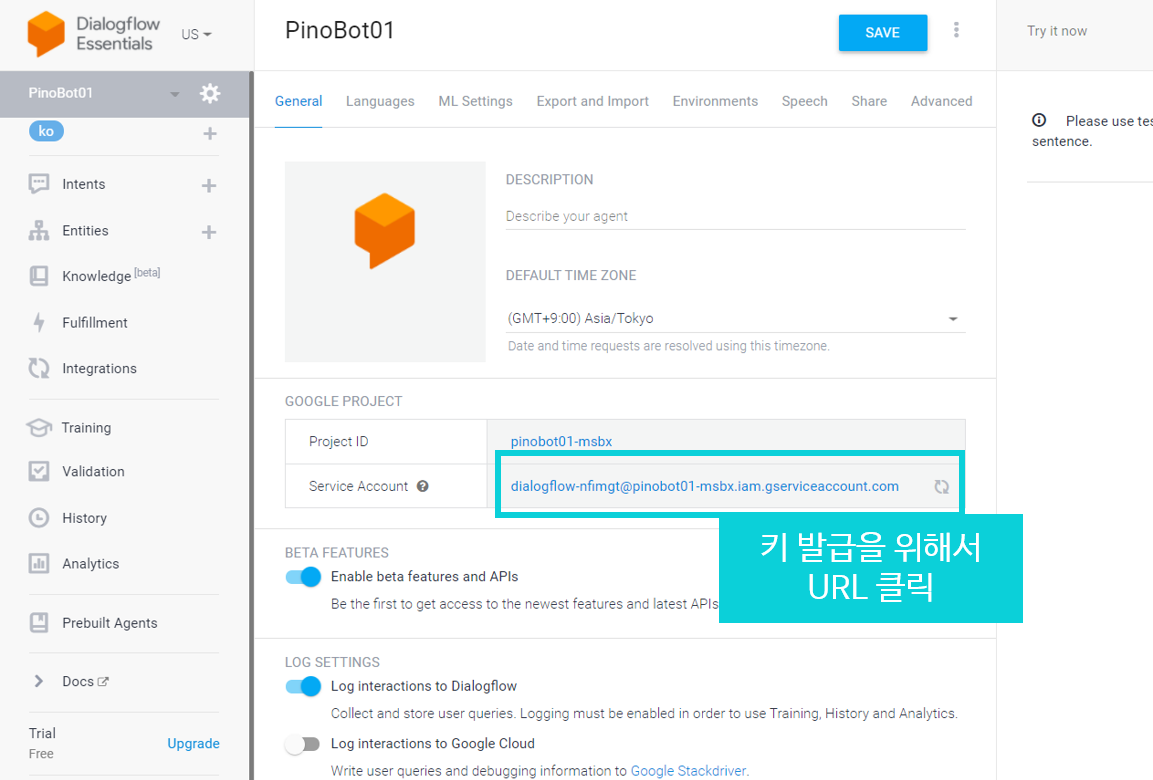 Dialogflow
Essentials
US
PinoBot01
ko
Intents
Entities
Knowledge [beta]
Fulfillment
Integrations
Training
Validation
History
Analytics
Prebuilt Agents
Docs
Trial
Free
Upgrade
PinoBot01
SAVE
General Languages ML Settings Export and Import Environments Speech Share Advanced
DESCRIPTION
Describe your agent
DEFAULT TIME ZONE
(GMT+9:00) Asia/Tokyo
Date and time requests are resolved using this timezone.
GOOGLE PROJECT
Project ID pinobot01-msbx
Service Account dialogflow-nfimgt@pinobot01-msbx.iam.gserviceaccount.com
키 발급을 위해서
URL 클릭
BETA FEATURES
Enable beta features and APIs
Be the first to get access to the newest features and latest APIs
LOG SETTINGS
Log interactions to Dialogflow
Collect and store user queries. Logging must be enabled in order to use Training, History and Analytics.
Log interactions to Google Cloud
Write user queries and debugging information to Google Stackdriver.
Try it now
Please use tes
sentence.